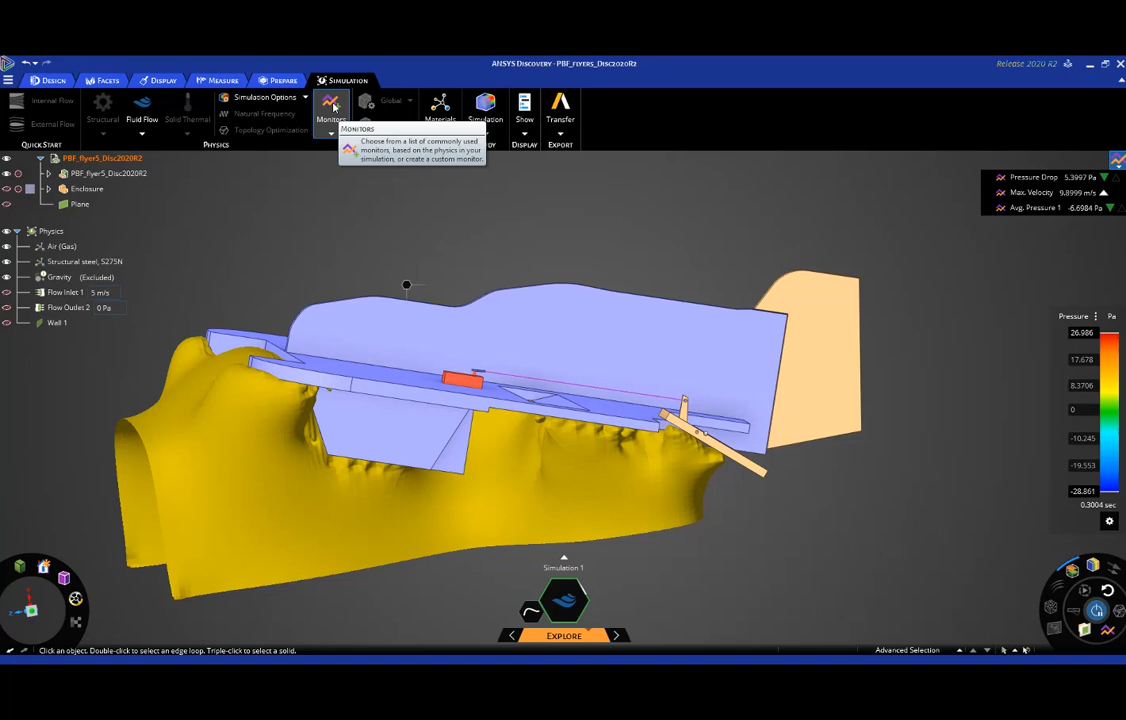 ANSYS DISCOVERY - PBF_FLYER5_DISC2020R2
Release 2020 R2
DESIGN
FACETS
DISPLAY
MEASURE
PREPARE
SIMULATION
Internal Flow
External Flow
QUICK START
Structural
Fluid Flow
Solid Thermal
Simulation Options
Natural Frequency
Topology Optimization
PHYSICS
Monitors
Global
Materials
Simulation
Show
DISPLAY
Transfer
EXPORT
MONITORS
Choose from a list of commonly used
monitors, based on the physics in your
simulation, or create a custom monitor.
PBF_flyer5_Disc2020R2
PBF_flyer5_Disc2020R2
Enclosure
Plane
Physics
Air (Gas)
Structural steel, S275N
Gravity (Excluded)
Flow Inlet 1 5 m/s
Flow Outlet 2 0 Pa
Wall 1
Pressure Drop 5.3997 Pa
Max. Velocity 9.8999 m/s
Avg. Pressure 1 -6.6984 Pa
Pressure Pa
26.986
17.678
8.3706
0
-10.245
-19.553
-28.861
0.3004 sec
Simulation 1
EXPLORE
Click an object. Double-click to select an edge loop. Triple-click to select a solid.
Advanced Selection